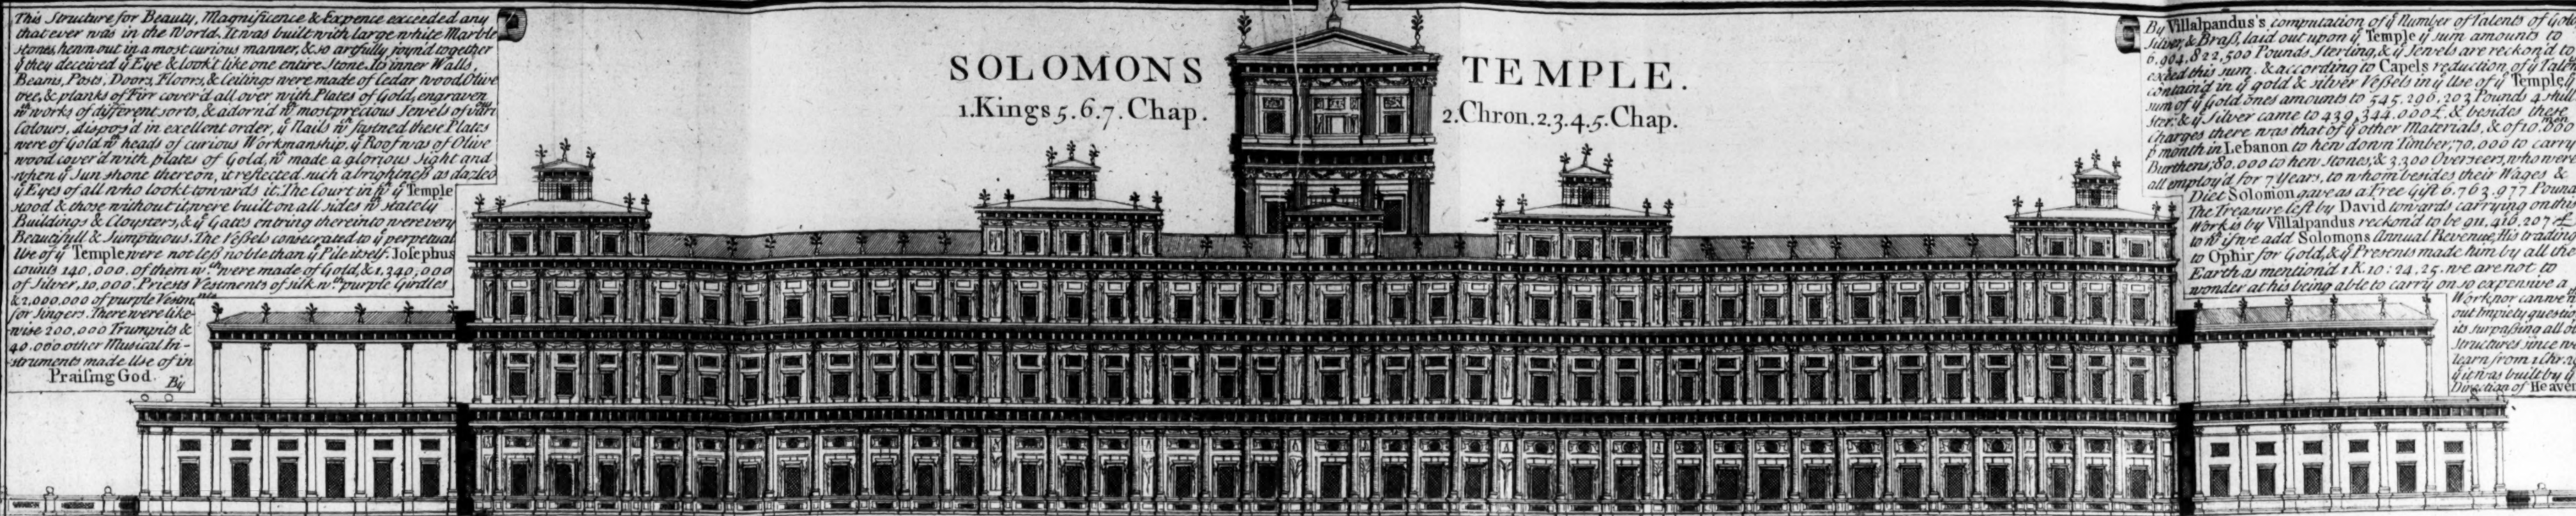 This Structure for Beauty, Magnificence & Expence exceeded any
that ever was in the World. It was built with large white Marble
stones hewn out in a most curious manner, & so artfully joyn'd together
yͭ they deceived yͤ Eye & look't like one entire Stone. Its inner Walls,
Beams, Posts, Doors, Floors, & Ceilings were made of Cedar wood Olive
tree, & planks of Firr cover'd all over with Plates of Gold, engraven
wͭͪ works of different sorts, & adorn'd wͭͪ most precious Jewels of vari
Colours, dispos'd in exellent order, yͤ Nails wͨͪ fastned these Plates
were of Gold wͭͪ heads of curious Workmanship, yͤ Roof was of Olive
wood cover'd with plates of Gold, wͨͪ made a glorious sight and
when yͤ Sun shone thereon, it reflected such a brightneſs as dazled
yͤ Eyes of all who lookt towards it. The Court in wͨͪ yͤ Temple
stood & those without it were built on all sides wͭͪ stately
Buildings & Cloysters, & yͤ Gates entring thereinto were very
Beautifull & Sumptuous. The Veſsels consecrated to yͤ perpetual
Use of yͤ Temple were not leſs noble than yͤ Pile itself. Joſephus
counts 140,000 of them wͨͪ were made of Gold, & 1,340,000
of Silver, 10,000 Priests Vestments of silk wͭͪ purple Girdles
& 2,000,000 of purple Vestmͫͭˢ
for Singers. There were like-
wise 200,000 Trumpits &
40,000 other Musical In-
struments made Use of in
Praiſing God. By
SOLOMONS TEMPLE.
1.Kings 5.6.7. Chap. 2.Chron.2.3.4.5.Chap.
By Villalpandus's computation of yͤ Number of Talents of Gold
Silver, & Braſs, laid out upon yͤ Temple yͤ sum amounts to
6,904,822,500 Pounds Sterling, & yͤ Jewels are reckon'd to
exeed this sum. & according to Capels reduction of yͤ Talents
containd in yͤ gold & silver Veſsels in yͤ Use of yͤ Temple, yͤ
sum of yͤ Gold ones amounts to 545,296,203 Pounds 4 shill
Ster. & yͤ Silver came to 439,344,000£. & besides these
Charges there was that of yͤ other Materials, & of 10,000 men
p month in Lebanon to hew down Timber, 70,000 to carry
Burthens, 80,000 to hew Stones, & 3,300 Overseers, who were
all employ'd for 7 Years, to whom besides their Wages &
Diet Solomon gave as a Free Gift 6,763,977 Pound
The Treasure left by David towards carrying on this
Work is by Villalpandus reckon'd to be 911,416,207£
to wͨͪ if we add Solomons Annual Revenue, His trading
to Ophir for Gold, & yͤ Presents made him by all the
Earth as mention'd 1 K. 10 : 24. 25. we are not to
wonder at his being able to carry on so expensive a
Work nor can we wͭͪ
out Impiety question
its surpaſsing all o
Structures since we
learn from 1 Chr.
yͭ it was built by yͤ
Direction of Heaven